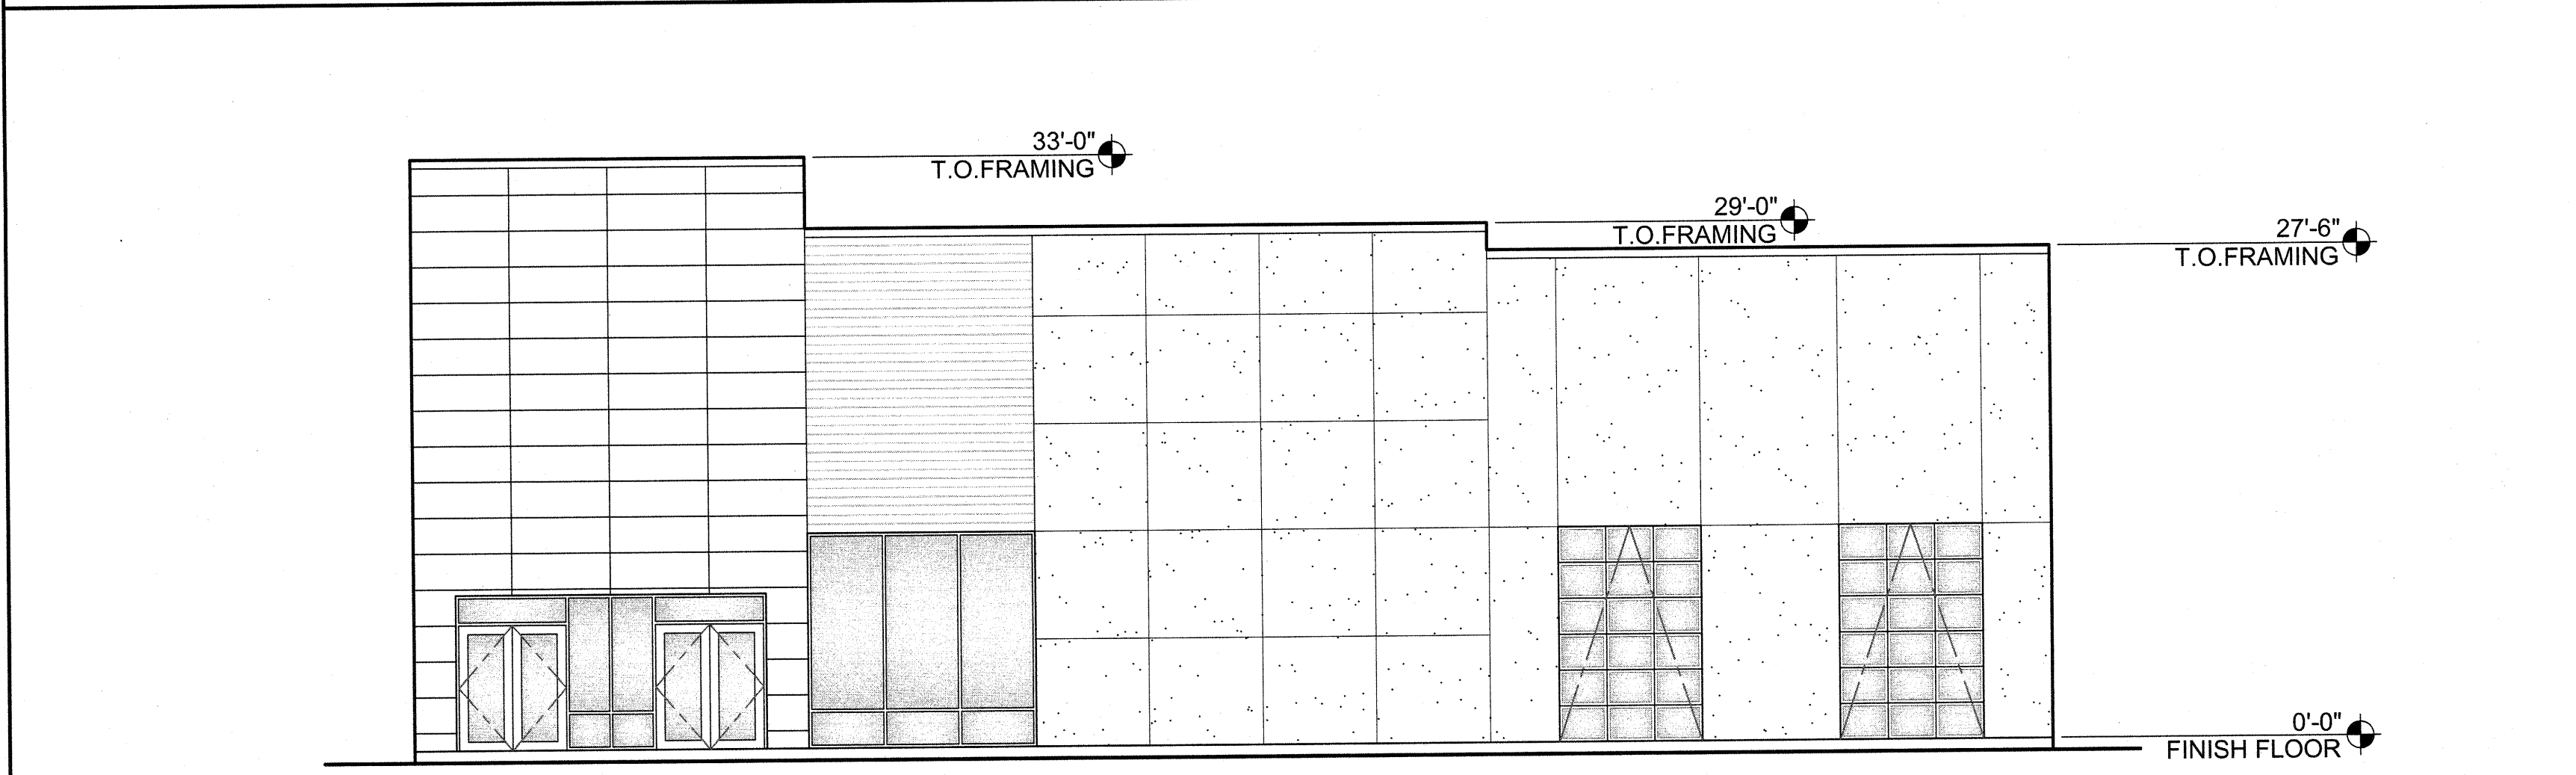 33'-0"
T.O.FRAMING
29'-0"
T.O.FRAMING
27'-6"
T.O.FRAMING
0'-0"
FINISH FLOOR